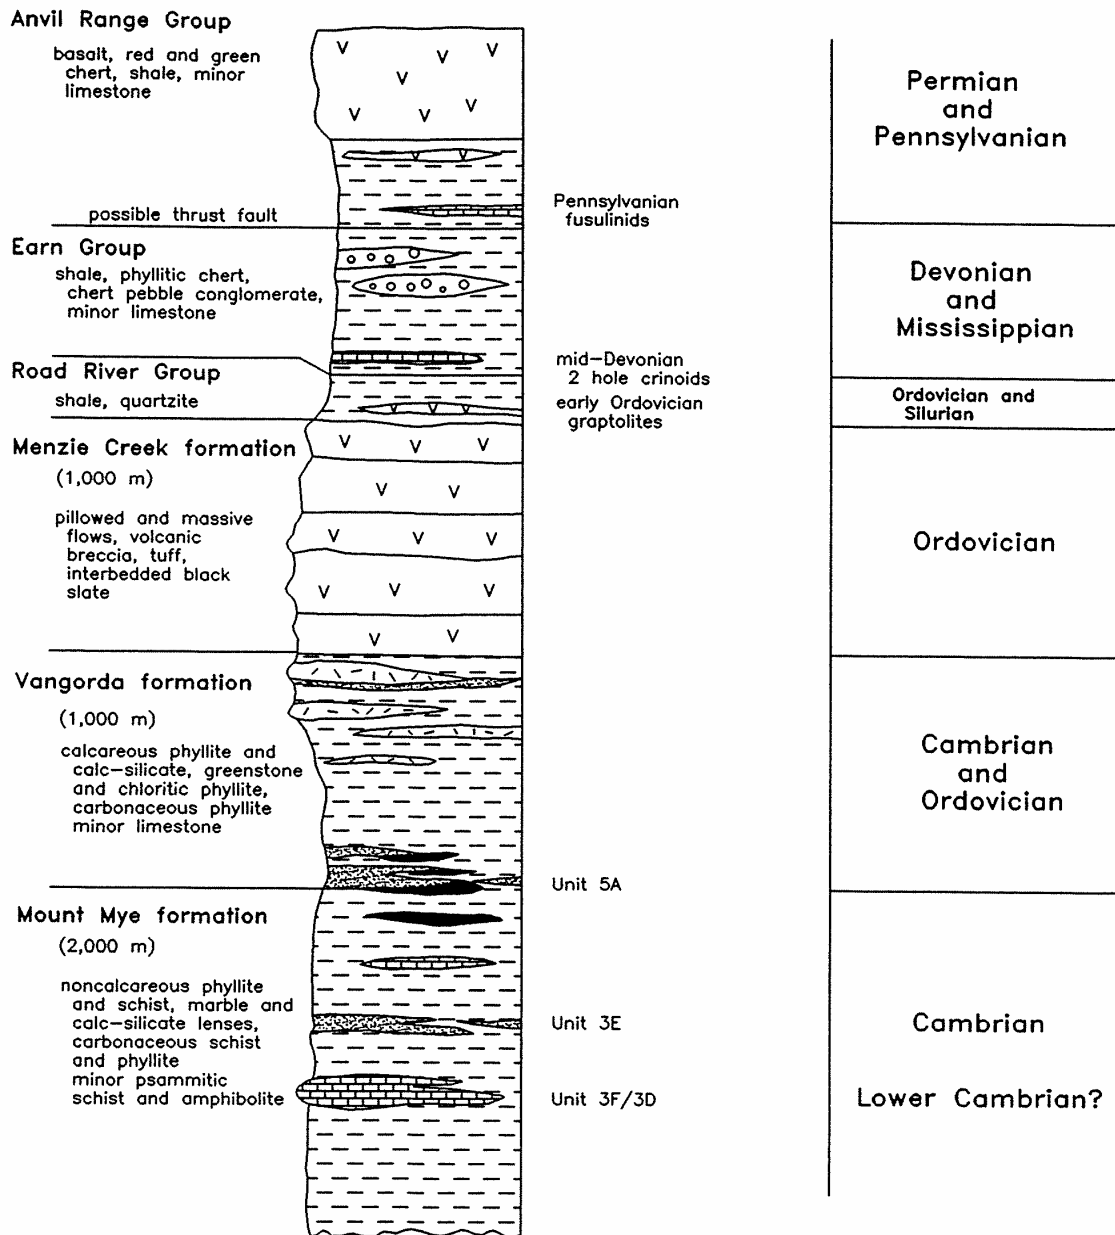 Anvil Range Group
basalt, red and green
chert, shale, minor
limestone
possible thrust fault
Earn Group
shale, phyllitic chert,
chert pebble conglomerate,
minor limestone
Road River Group
shale, quartzite
Menzie Creek formation
(1,000 m)
pillowed and massive
flows, volcanic
breccia, tuff,
interbedded black
slate
Vangorda formation
(1,000 m)
calcareous phyllite and
calc-silicate, greenstone
and chloritic phyllite,
carbonaceous phyllite
minor limestone
Mount Mye formation
(2,000 m)
noncalcareous phyllite
and schist, marble and
calc-silicate lenses,
carbonaceous schist
and phyllite
minor psammitic
schist and amphibolite
Pennsylvanian
fusulinids
mid-Devonian
2 hole crinoids
early Ordovician
graptolites
Unit 5A
Unit 3E
Unit 3F/3D
Permian
and
Pennsylvanian
Devonian
and
Mississippian
Ordovician and
Silurian
Ordovician
Cambrian
and
Ordovician
Cambrian
Lower Cambrian?